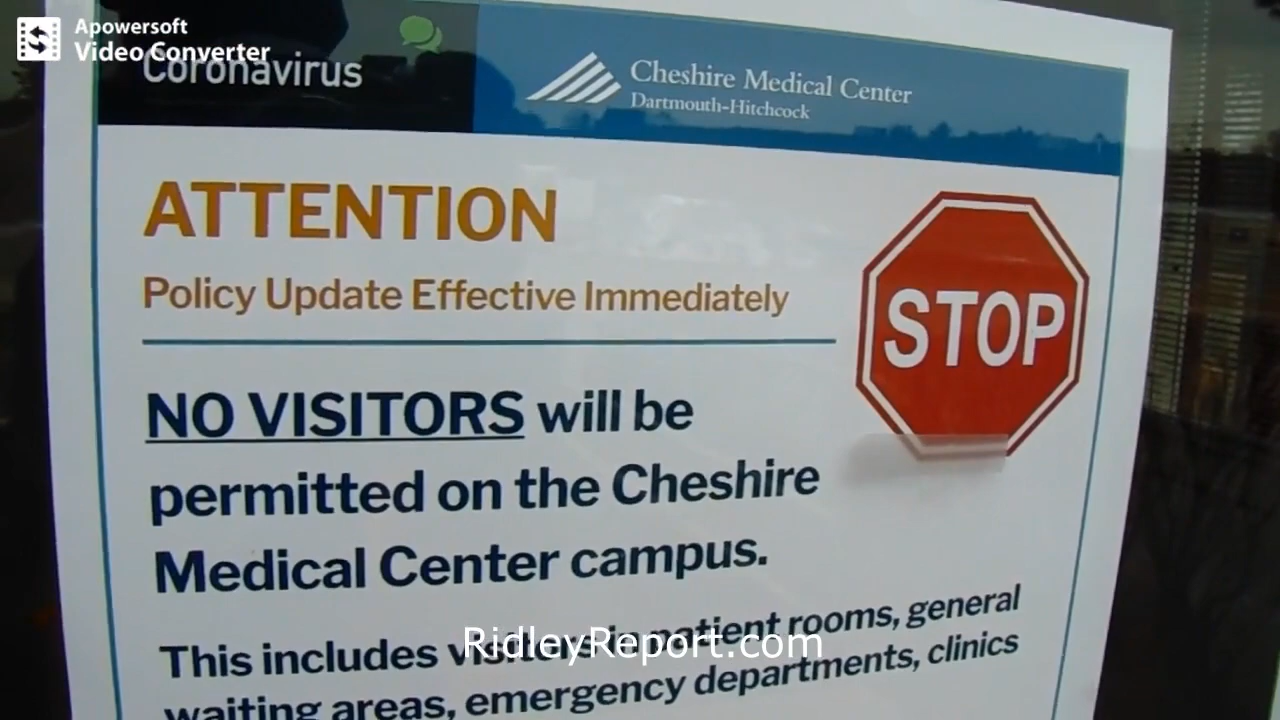 Apowersoft
Video Converter
Coronavirus
Cheshire Medical Center
Dartmouth-Hitchcock
ATTENTION
Policy Update Effective Immediately
STOP
NO VISITORS will be
permitted on the Cheshire
Medical Center campus.
This includes visitors in patient rooms, general
RidleyReport.com
waiting areas, emergency departments, clinics